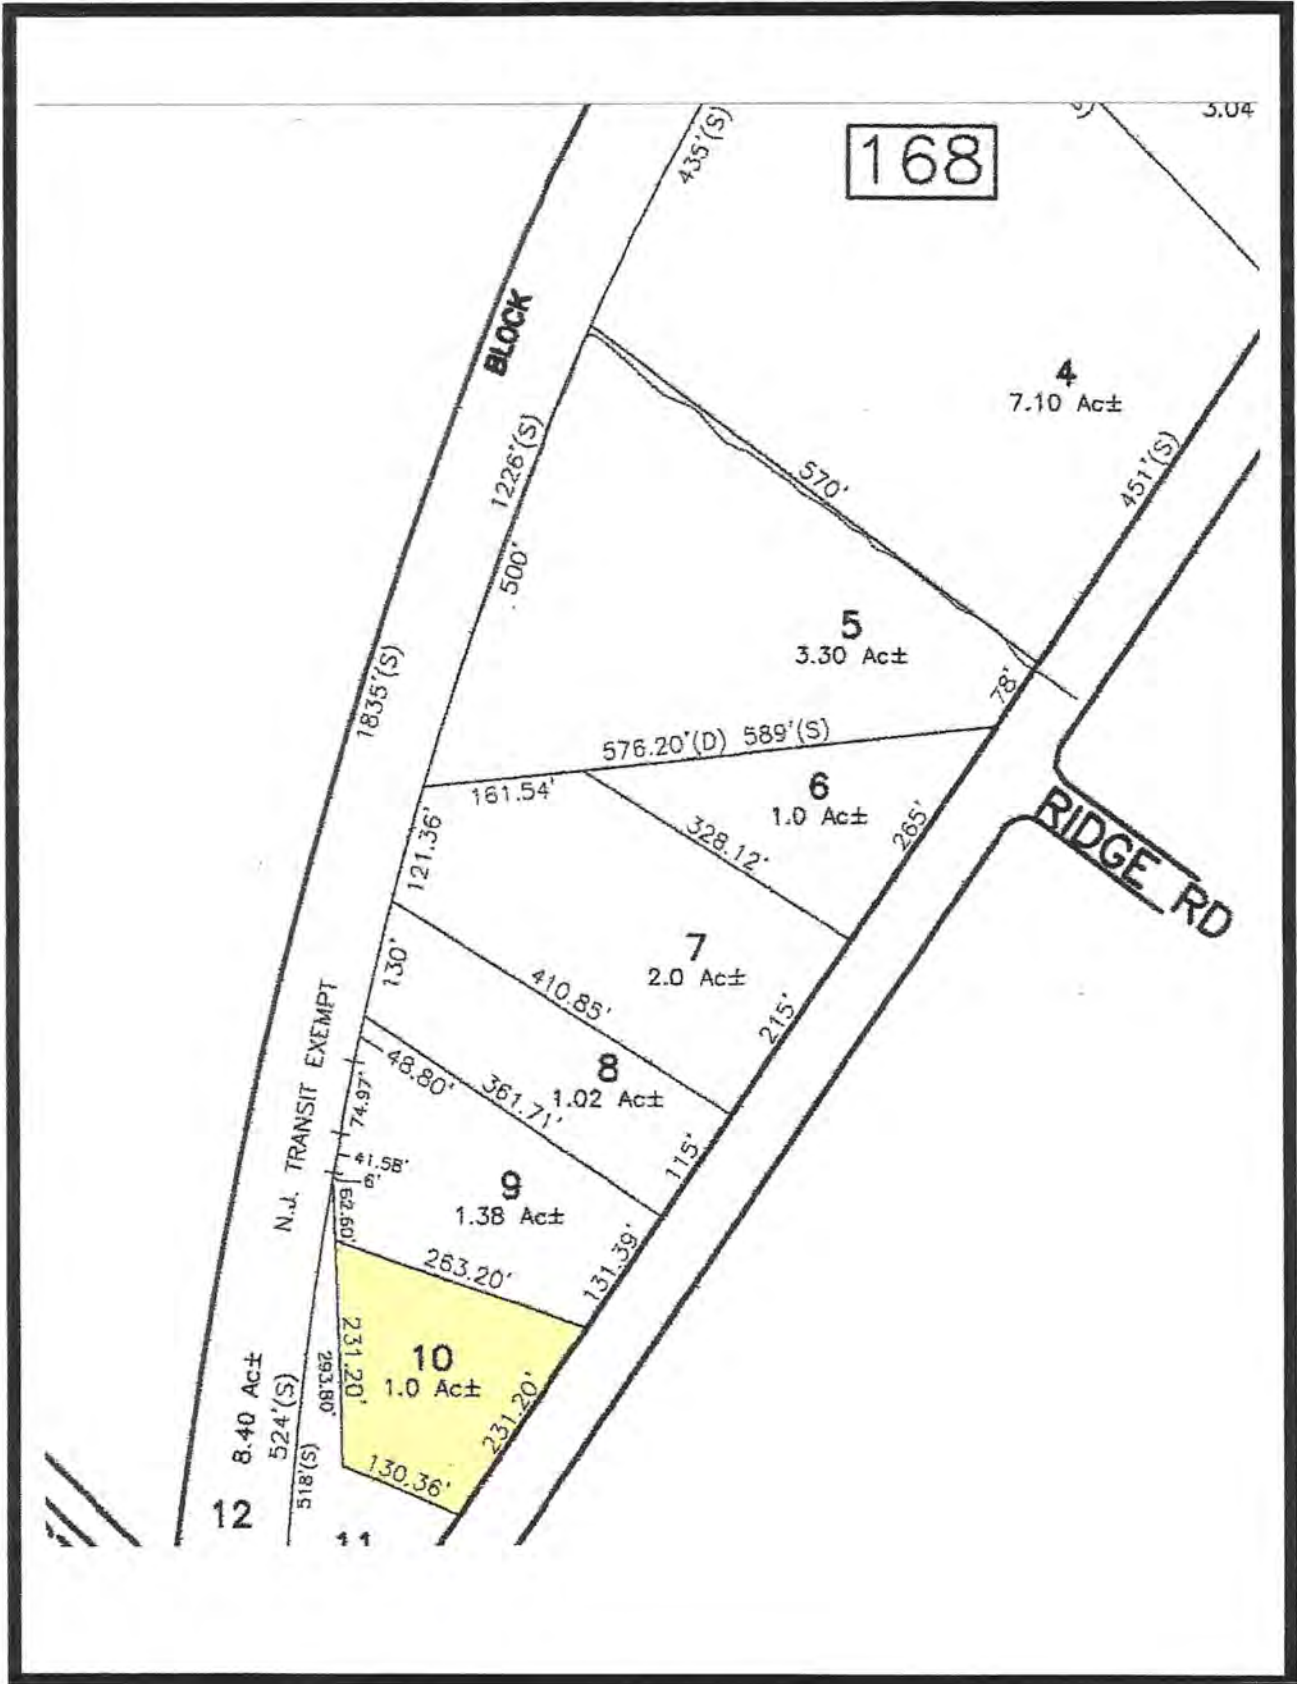 3.04
168
435'(S)
BLOCK
4
7.10 Ac±
1226'(S)
451'(S)
570'
500'
5
3.30 Ac±
1835'(S)
78'
576.20'(D) 589'(S)
161.54'
6
1.0 Ac±
RIDGE RD
121.36'
328.12'
265'
7
2.0 Ac±
130'
410.85'
215'
N.J. TRANSIT EXEMPT
48.80'
361.71'
8
1.02 Ac±
74.97'
115'
41.58'
6'
9
1.38 Ac±
62.60'
263.20'
131.39'
231.20'
293.80'
10
1.0 Ac±
8.40 Ac±
524'(S)
231.20'
518'(S)
130.36'
12
11